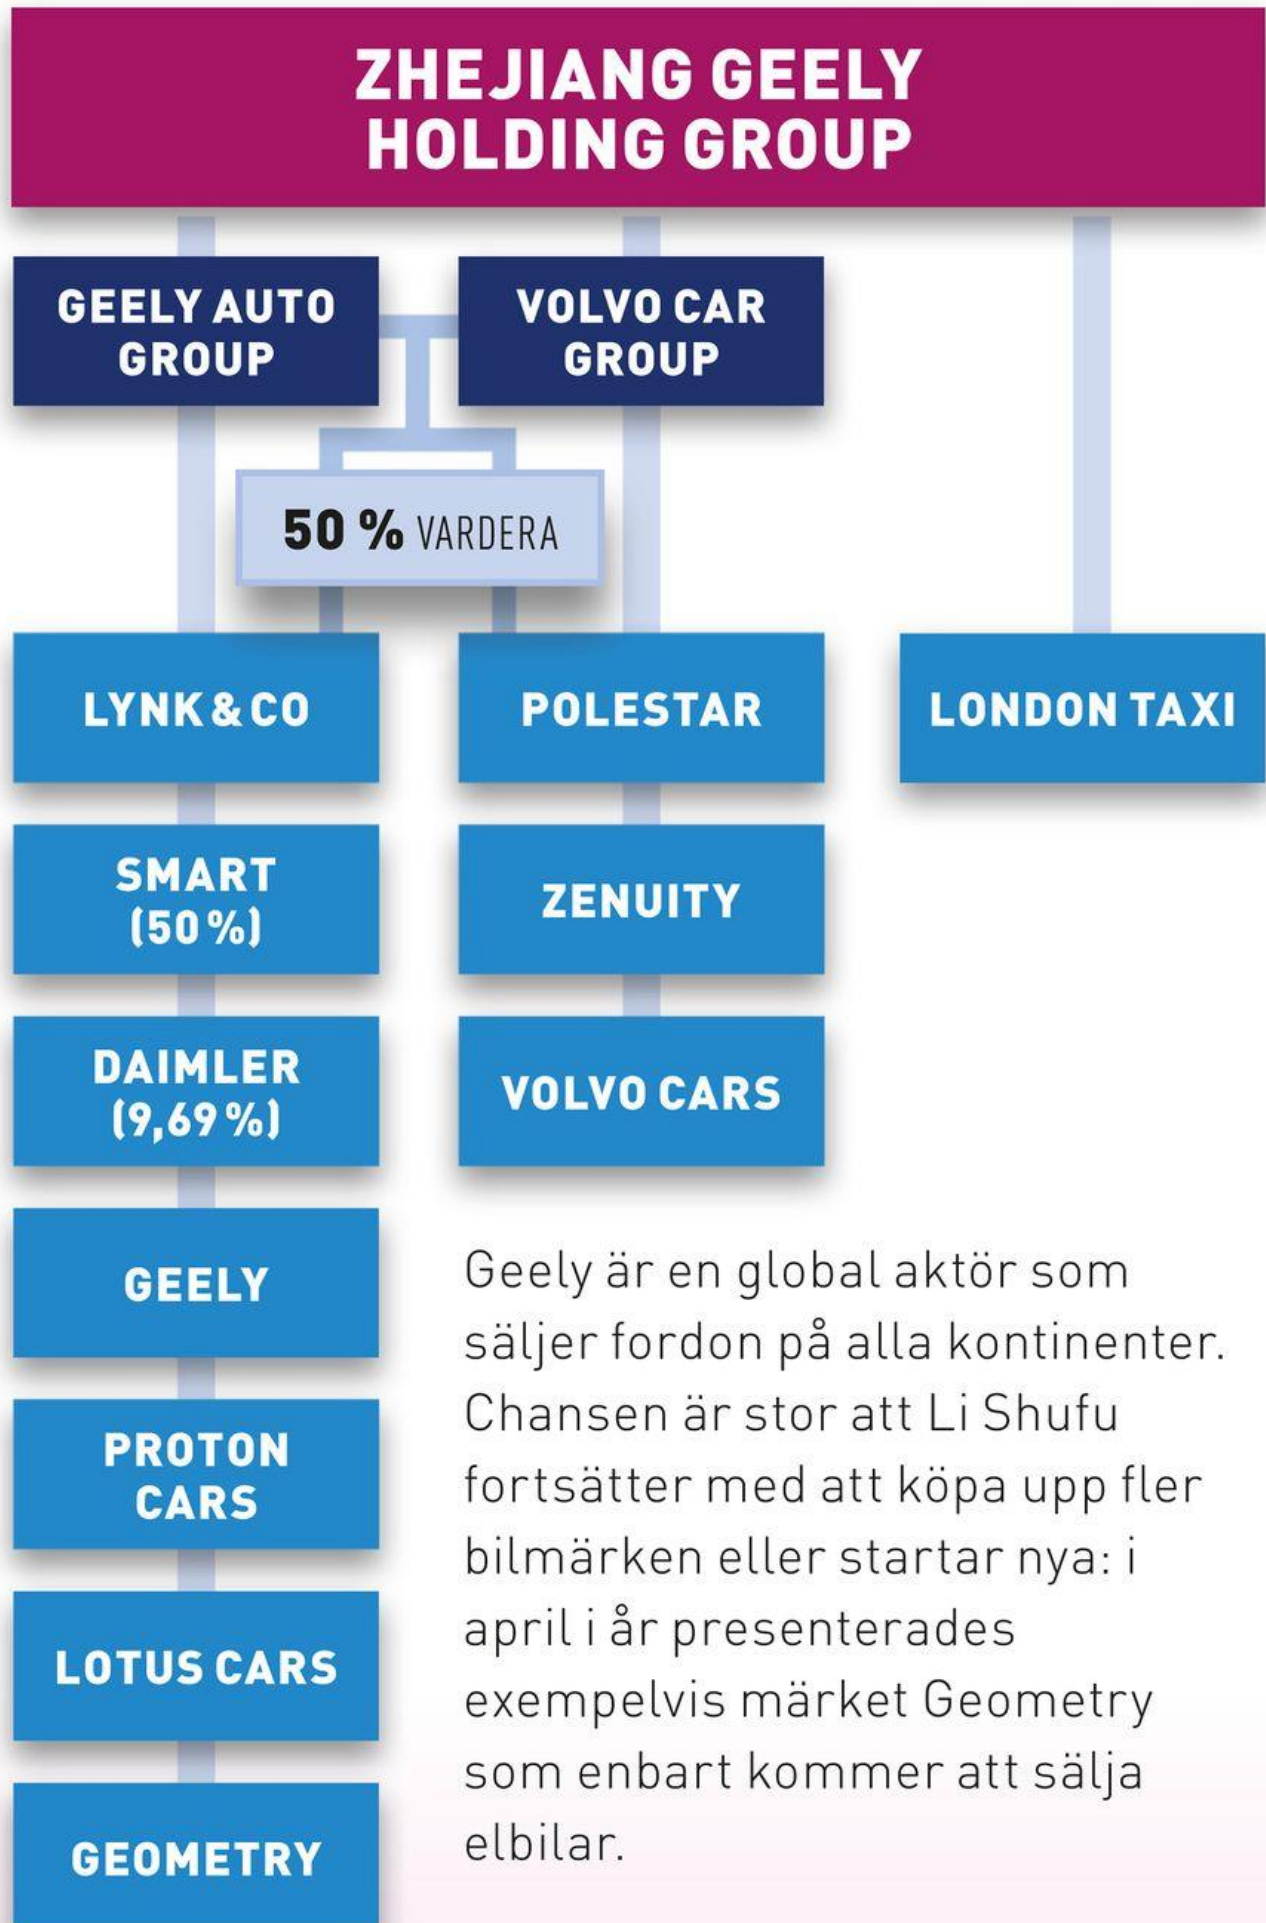 ZHEJIANG GEELY
HOLDING GROUP
GEELY AUTO
GROUP
VOLVO CAR
GROUP
50 % VARDERA
LYNK & CO
POLESTAR
LONDON TAXI
SMART
(50 %)
ZENUITY
DAIMLER
(9,69 %)
VOLVO CARS
GEELY
PROTON
CARS
LOTUS CARS
GEOMETRY
Geely är en global aktör som
säljer fordon på alla kontinenter.
Chansen är stor att Li Shufu
fortsätter med att köpa upp fler
bilmärken eller startar nya: i
april i år presenterades
exempelvis märket Geometry
som enbart kommer att sälja
elbilar.